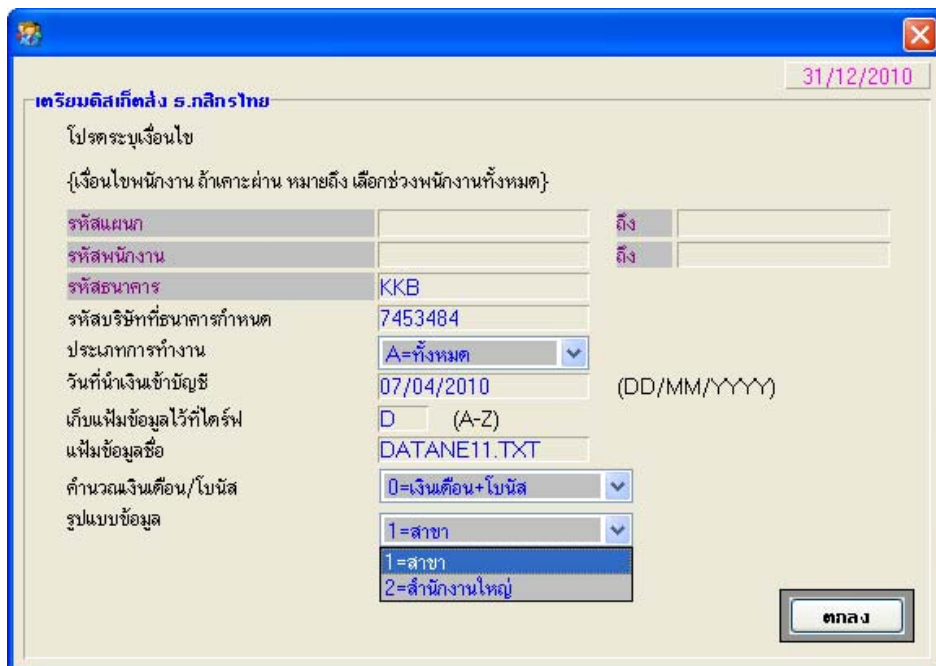 31/12/2010
เตรียมดิสเก็ตส่ง ธ.กสิกรไทย
โปรดระบุเงื่อนไข
{เงื่อนไขพนักงาน ถ้าเคาะผ่าน หมายถึง เลือกช่วงพนักงานทั้งหมด}
รหัสแผนก ถึง
รหัสพนักงาน ถึง
รหัสธนาคาร KKB
รหัสบริษัทที่ธนาคารกำหนด 7453484
ประเภทการทำงาน A=ทั้งหมด
วันที่นำเงินเข้าบัญชี 07/04/2010 (DD/MM/YYYY)
เก็บแฟ้มข้อมูลไว้ที่ไดร์ฟ D (A-Z)
แฟ้มข้อมูลชื่อ DATANE11.TXT
คำนวณเงินเดือน/โบนัส 0=เงินเดือน+โบนัส
รูปแบบข้อมูล 1=สาขา
1=สาขา
2=สำนักงานใหญ่
ตกลง